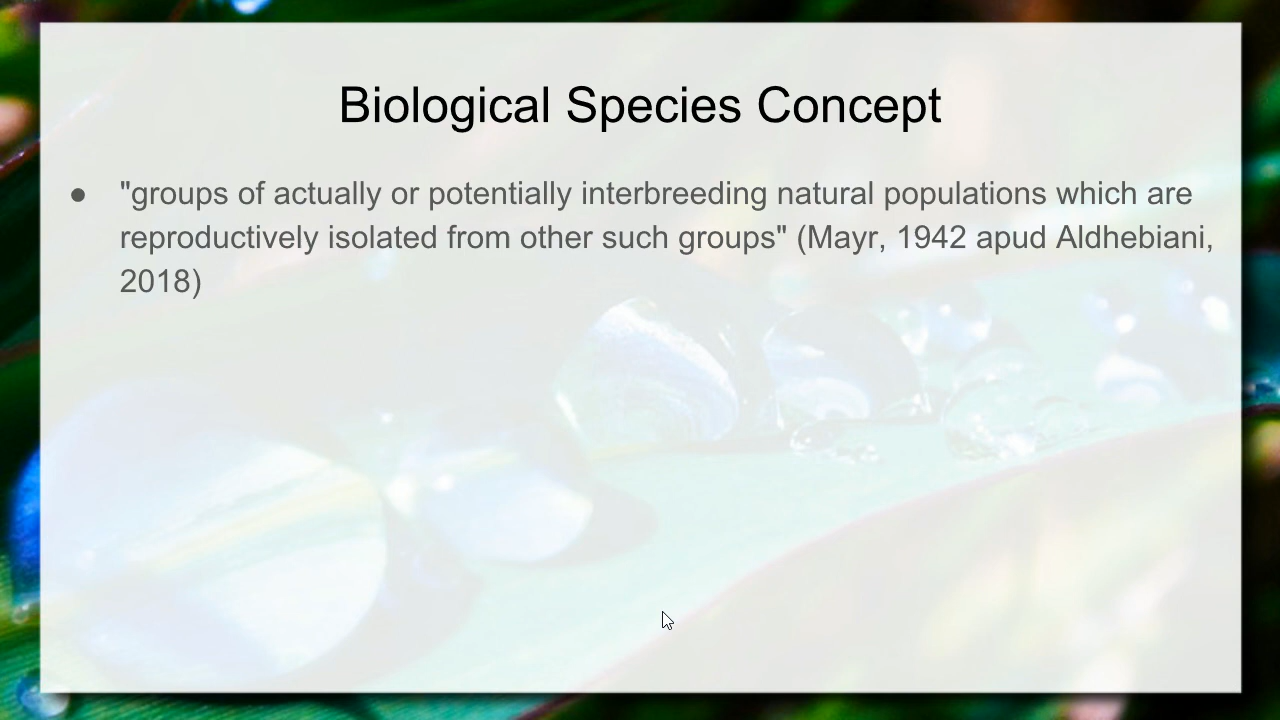 Biological Species Concept
● "groups of actually or potentially interbreeding natural populations which are
reproductively isolated from other such groups" (Mayr, 1942 apud Aldhebiani,
2018)